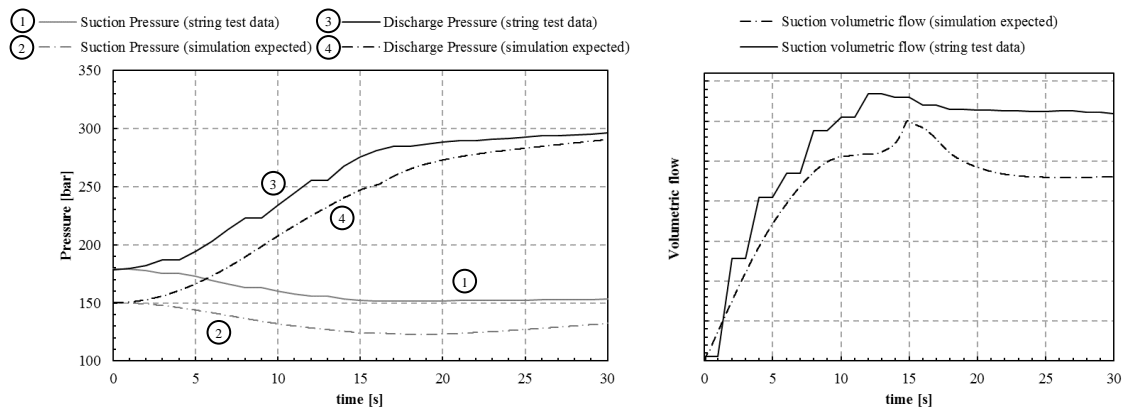 1 Suction Pressure (string test data) 3 Discharge Pressure (string test data)
2 Suction Pressure (simulation expected) 4 Discharge Pressure (simulation expected)
350
300
250
200
150
100
Pressure [bar]
3
4
1
2
0 5 10 15 20 25 30
time [s]
Suction volumetric flow (simulation expected)
Suction volumetric flow (string test data)
Volumetric flow
0 5 10 15 20 25 30
time [s]